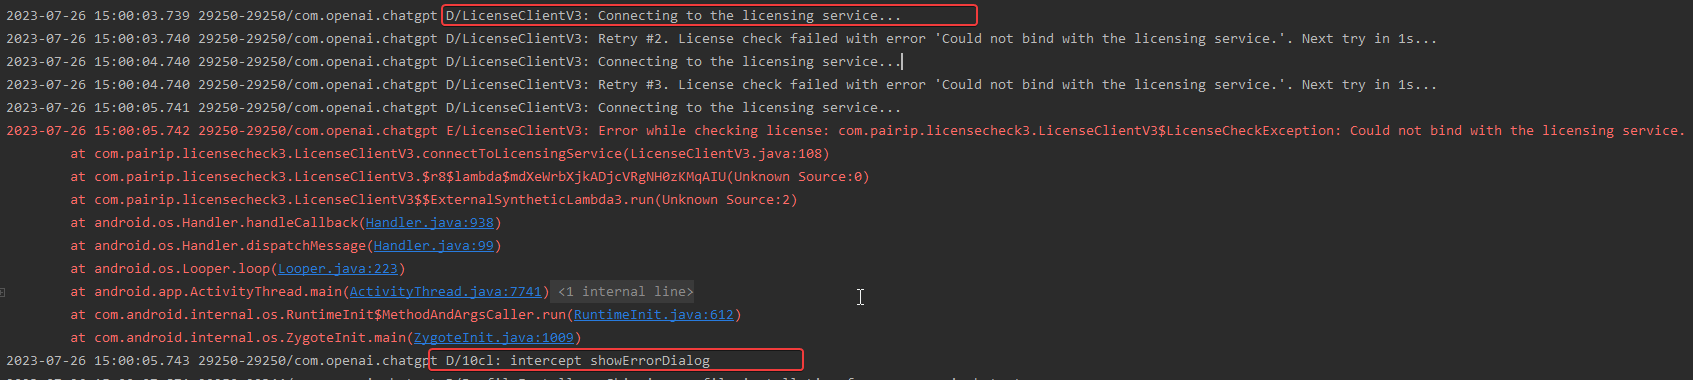 2023-07-26 15:00:03.739 29250-29250/com.openai.chatgpt D/LicenseClientV3: Connecting to the licensing service...
2023-07-26 15:00:03.740 29250-29250/com.openai.chatgpt D/LicenseClientV3: Retry #2. License check failed with error 'Could not bind with the licensing service.'. Next try in 1s...
2023-07-26 15:00:04.740 29250-29250/com.openai.chatgpt D/LicenseClientV3: Connecting to the licensing service...
2023-07-26 15:00:04.740 29250-29250/com.openai.chatgpt D/LicenseClientV3: Retry #3. License check failed with error 'Could not bind with the licensing service.'. Next try in 1s...
2023-07-26 15:00:05.741 29250-29250/com.openai.chatgpt D/LicenseClientV3: Connecting to the licensing service...
2023-07-26 15:00:05.742 29250-29250/com.openai.chatgpt E/LicenseClientV3: Error while checking license: com.pairip.licensecheck3.LicenseClientV3$LicenseCheckException: Could not bind with the licensing service.
at com.pairip.licensecheck3.LicenseClientV3.connectToLicensingService(LicenseClientV3.java:108)
at com.pairip.licensecheck3.LicenseClientV3.$r8$lambda$mdXeWrbXjkADjcVRgNH0zKMqAIU(Unknown Source:0)
at com.pairip.licensecheck3.LicenseClientV3$$ExternalSyntheticLambda3.run(Unknown Source:2)
at android.os.Handler.handleCallback(Handler.java:938)
at android.os.Handler.dispatchMessage(Handler.java:99)
at android.os.Looper.loop(Looper.java:223)
at android.app.ActivityThread.main(ActivityThread.java:7741) <1 internal line>
at com.android.internal.os.RuntimeInit$MethodAndArgsCaller.run(RuntimeInit.java:612)
at com.android.internal.os.ZygoteInit.main(ZygoteInit.java:1009)
2023-07-26 15:00:05.743 29250-29250/com.openai.chatgpt D/10cl: intercept showErrorDialog